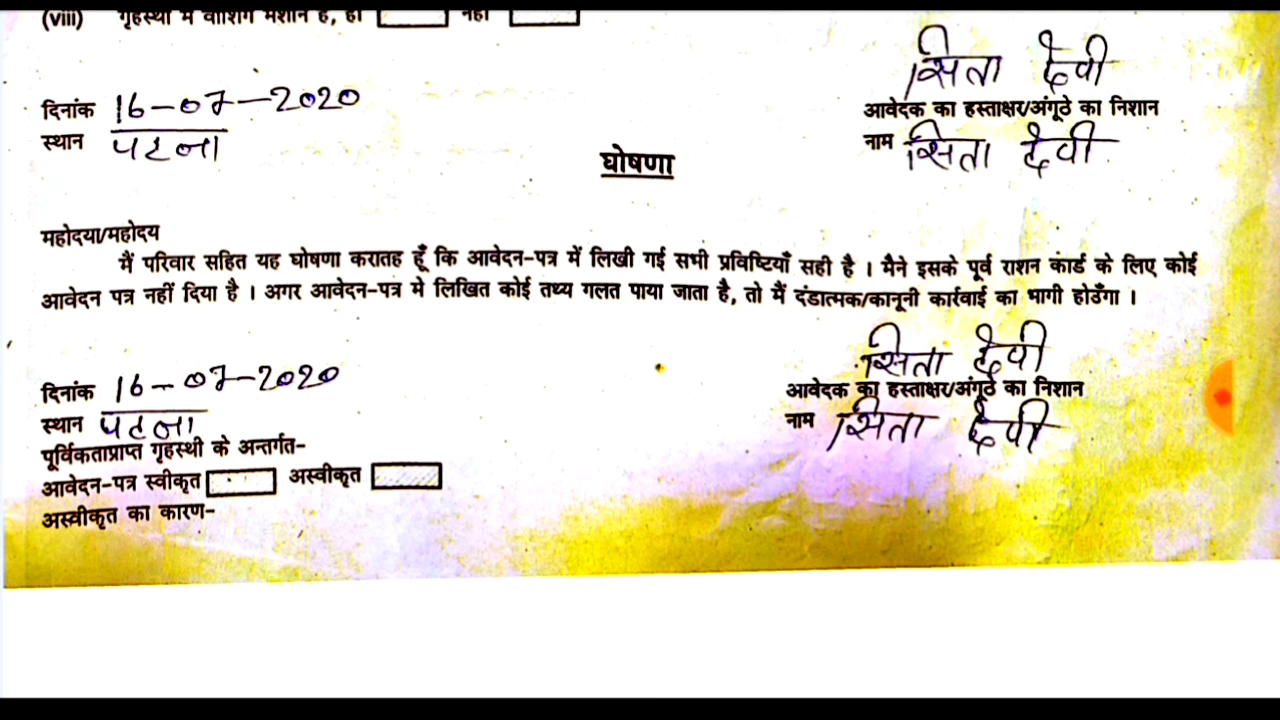 (viii) गृहस्थी में वाशिंग मशीन है, हाँ नहीं
सिता देवी
दिनांक 16-07-2020
आवेदक का हस्ताक्षर/अंगूठे का निशान
स्थान पटना
नाम सिता देवी
घोषणा
महोदया/महोदय
मैं परिवार सहित यह घोषणा करातह हूँ कि आवेदन-पत्र में लिखी गई सभी प्रविष्टियाँ सही है । मैने इसके पूर्व राशन कार्ड के लिए कोई
आवेदन पत्र नहीं दिया है । अगर आवेदन-पत्र मे लिखित कोई तथ्य गलत पाया जाता है, तो मैं दंडात्मक/कानूनी कार्रवाई का भागी होउँगा ।
सिता देवी
दिनांक 16-07-2020
आवेदक का हस्ताक्षर/अंगूठे का निशान
स्थान पटना
नाम सिता देवी
पूर्विकताप्राप्त गृहस्थी के अन्तर्गत-
आवेदन-पत्र स्वीकृत अस्वीकृत
अस्वीकृत का कारण-